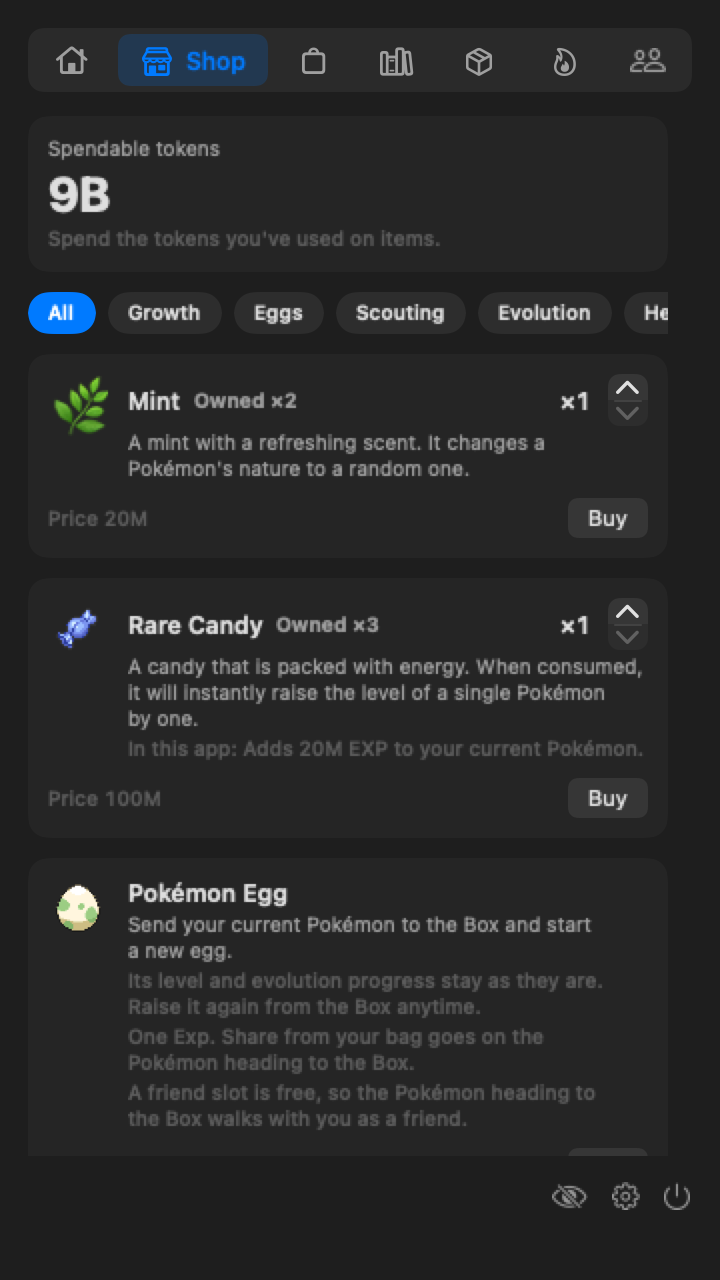 Shop
Spendable tokens
9B
Spend the tokens you've used on items.
All Growth Eggs Scouting Evolution He
Mint Owned ×2 ×1
A mint with a refreshing scent. It changes a
Pokémon's nature to a random one.
Price 20M Buy
Rare Candy Owned ×3 ×1
A candy that is packed with energy. When consumed,
it will instantly raise the level of a single Pokémon
by one.
In this app: Adds 20M EXP to your current Pokémon.
Price 100M Buy
Pokémon Egg
Send your current Pokémon to the Box and start
a new egg.
Its level and evolution progress stay as they are.
Raise it again from the Box anytime.
One Exp. Share from your bag goes on the
Pokémon heading to the Box.
A friend slot is free, so the Pokémon heading to
the Box walks with you as a friend.